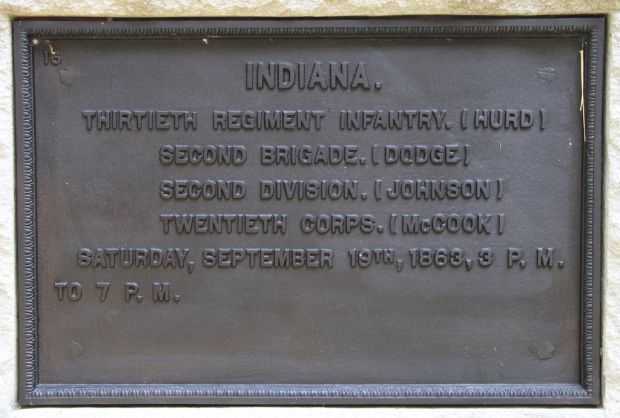 15
INDIANA.
THIRTIETH REGIMENT INFANTRY. [HURD]
SECOND BRIGADE. [DODGE]
SECOND DIVISION. [JOHNSON]
TWENTIETH CORPS. [McCOOK]
SATURDAY, SEPTEMBER 19TH, 1863, 3 P. M.
TO 7 P. M.